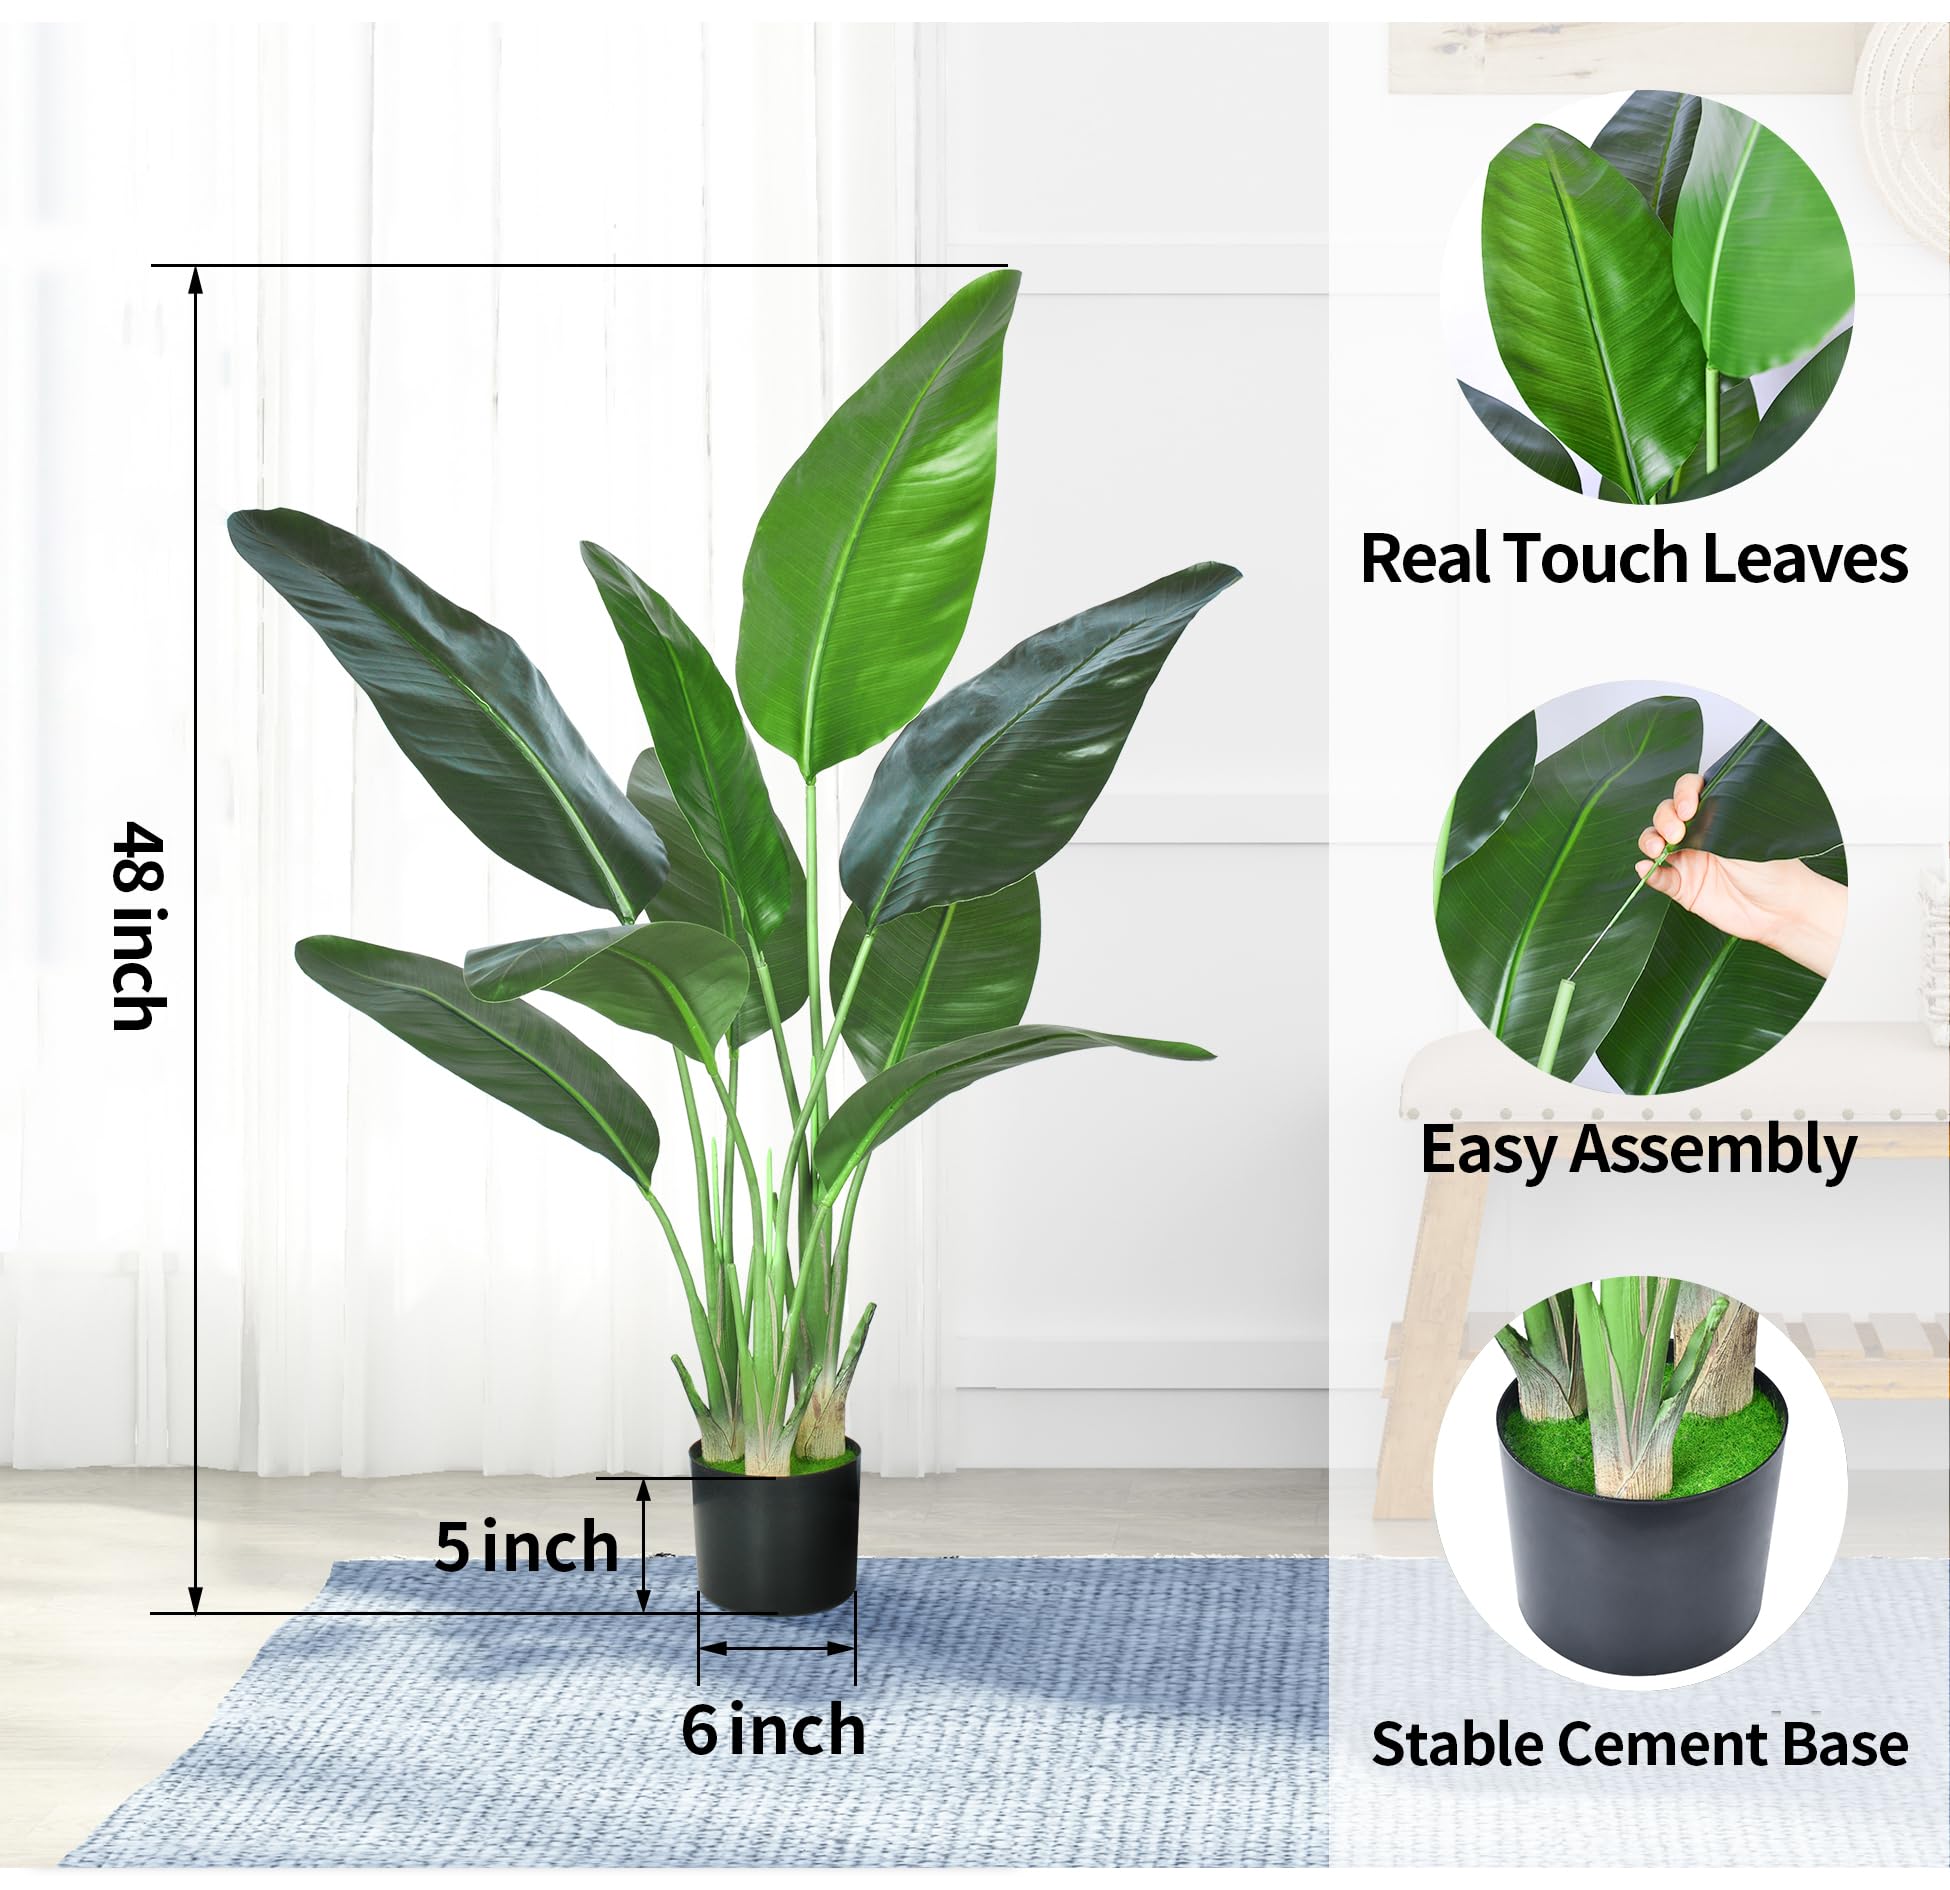 48 inch
5 inch
6 inch
Real Touch Leaves
Easy Assembly
Stable Cement Base